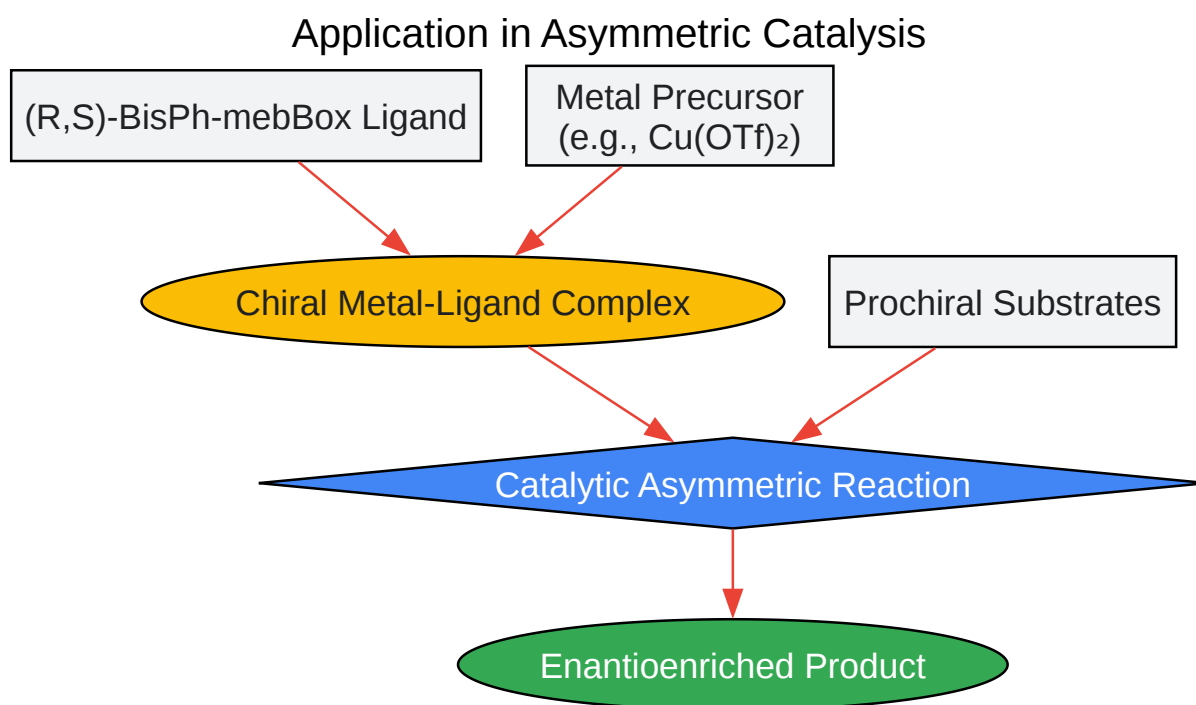 Application in Asymmetric Catalysis
(R,S)-BisPh-mebBox Ligand
Metal Precursor
(e.g., Cu(OTf)₂)
Chiral Metal-Ligand Complex
Prochiral Substrates
Catalytic Asymmetric Reaction
Enantioenriched Product